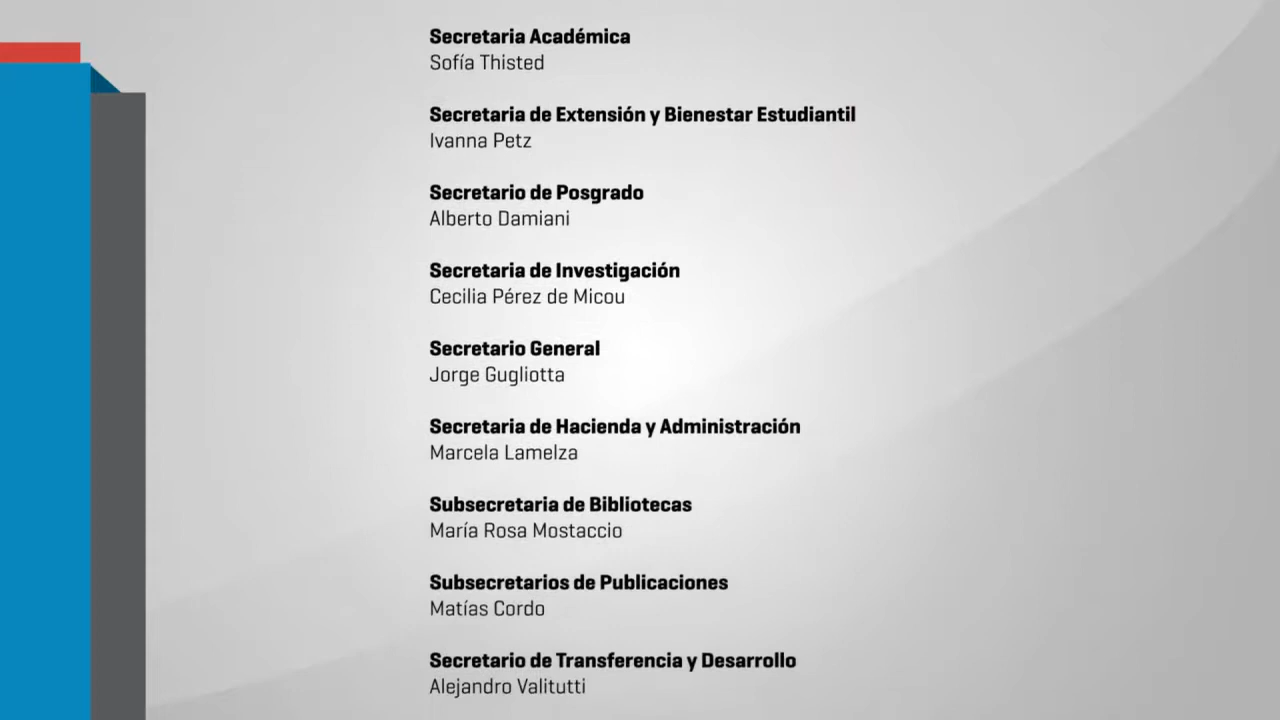 Secretaria Académica
Sofía Thisted
Secretaria de Extensión y Bienestar Estudiantil
Ivanna Petz
Secretario de Posgrado
Alberto Damiani
Secretaria de Investigación
Cecilia Pérez de Micou
Secretario General
Jorge Gugliotta
Secretaria de Hacienda y Administración
Marcela Lamelza
Subsecretaria de Bibliotecas
María Rosa Mostaccio
Subsecretarios de Publicaciones
Matías Cordo
Secretario de Transferencia y Desarrollo
Alejandro Valitutti